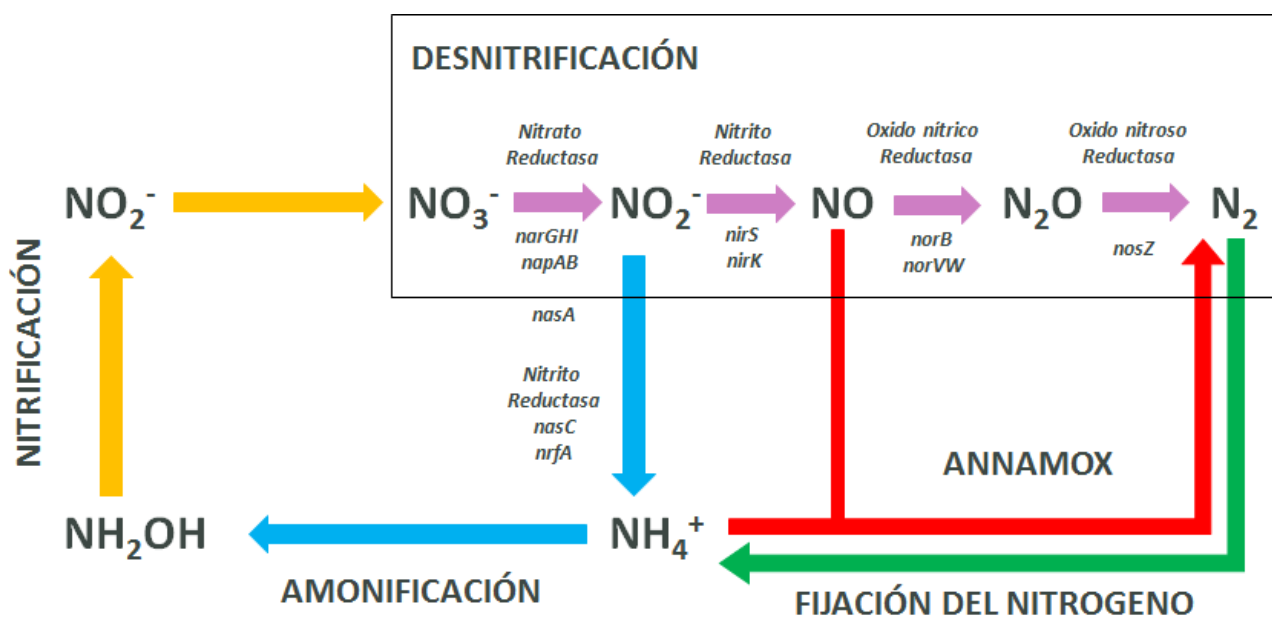 DESNITRIFICACIÓN
Nitrato
Reductasa
Nitrito
Reductasa
Oxido nítrico
Reductasa
Oxido nitroso
Reductasa
NO₂⁻
NO₃⁻
NO₂⁻
NO
N₂O
N₂
narGHI
napAB
nirS
nirK
norB
norVW
nosZ
NITRIFICACIÓN
nasA
Nitrito
Reductasa
nasC
nrfA
ANNAMOX
NH₂OH
NH₄⁺
AMONIFICACIÓN
FIJACIÓN DEL NITROGENO